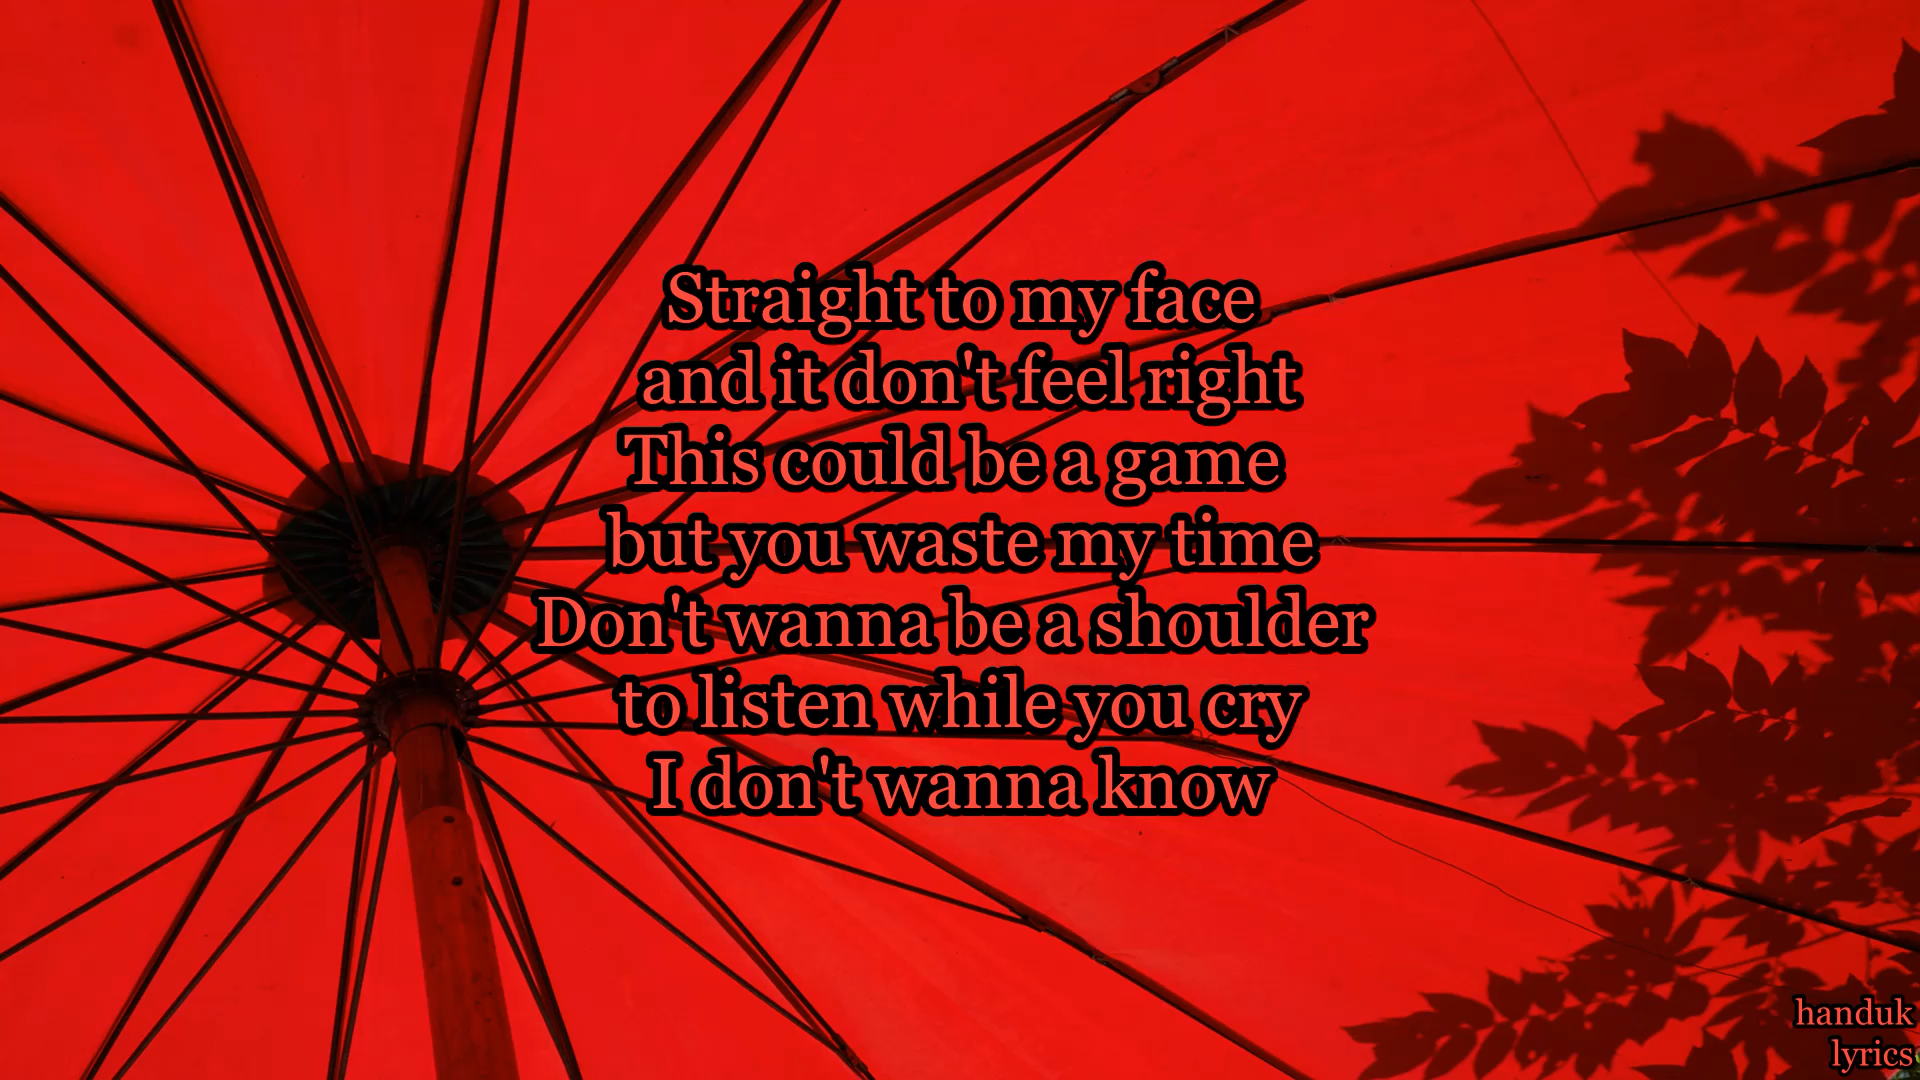 Straight to my face
and it don't feel right
This could be a game
but you waste my time
Don't wanna be a shoulder
to listen while you cry
I don't wanna know
handuk
lyrics